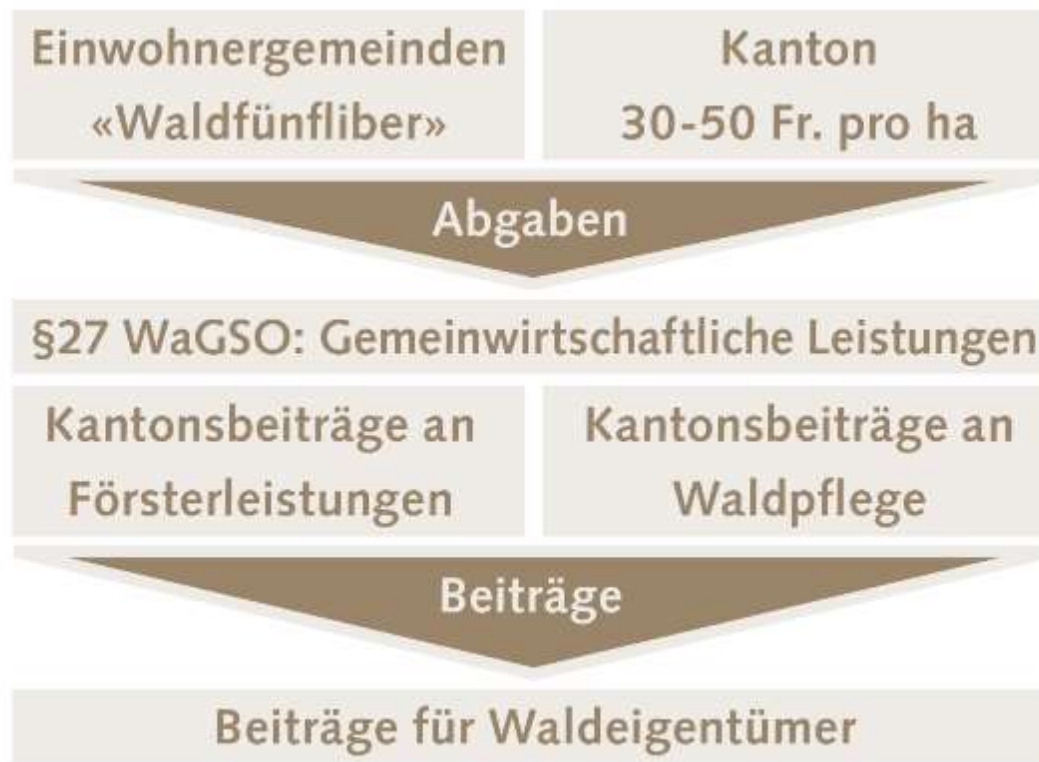 Einwohnergemeinden
«Waldfünfliber»
Kanton
30-50 Fr. pro ha
Abgaben
§27 WaGSO: Gemeinwirtschaftliche Leistungen
Kantonsbeiträge an
Försterleistungen
Kantonsbeiträge an
Waldpflege
Beiträge
Beiträge für Waldeigentümer